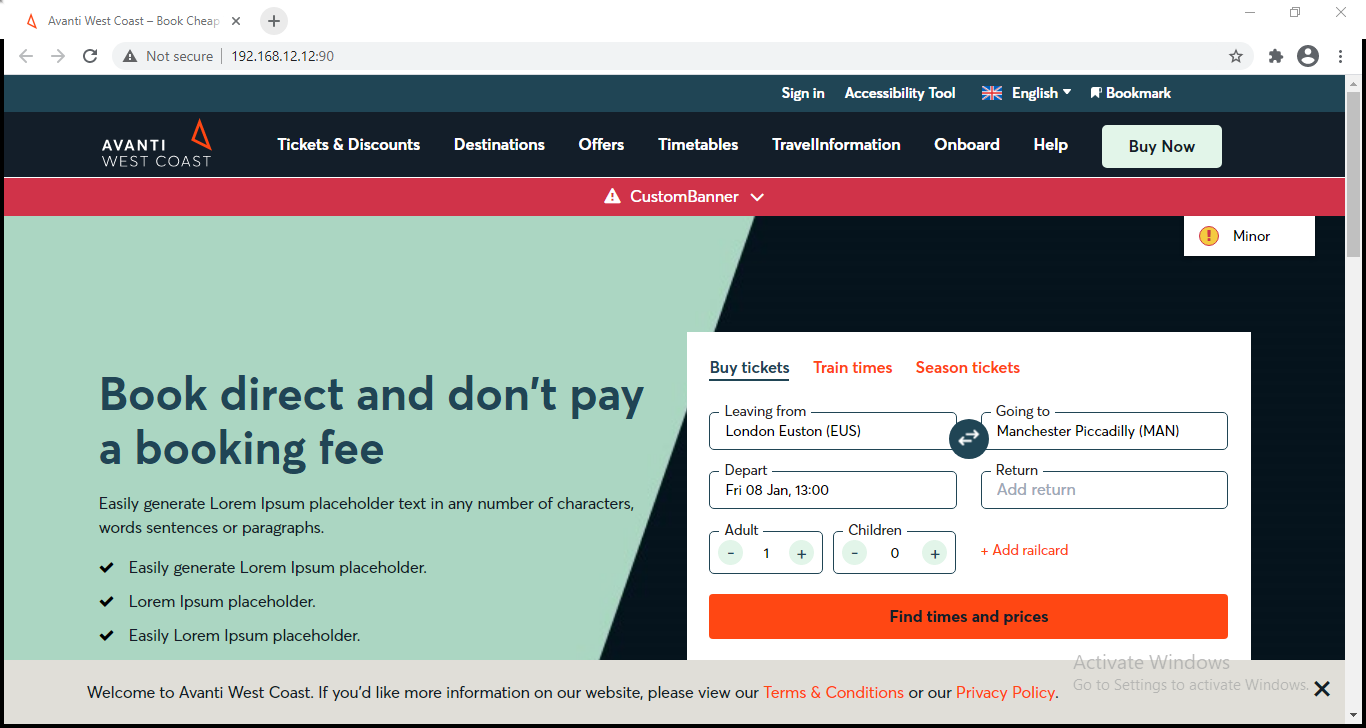 Avanti West Coast – Book Cheap
Not secure 192.168.12.12:90
Sign in Accessibility Tool English Bookmark
AVANTI
WEST COAST
Tickets & Discounts Destinations Offers Timetables TravelInformation Onboard Help Buy Now
CustomBanner
Minor
Book direct and don't pay
a booking fee
Easily generate Lorem Ipsum placeholder text in any number of characters,
words sentences or paragraphs.
Easily generate Lorem Ipsum placeholder.
Lorem Ipsum placeholder.
Easily Lorem Ipsum placeholder.
Buy tickets Train times Season tickets
Leaving from Going to
London Euston (EUS) Manchester Piccadilly (MAN)
Depart Return
Fri 08 Jan, 13:00 Add return
Adult Children
- 1 + - 0 + + Add railcard
Find times and prices
Activate Windows
Go to Settings to activate Windows.
Welcome to Avanti West Coast. If you'd like more information on our website, please view our Terms & Conditions or our Privacy Policy.